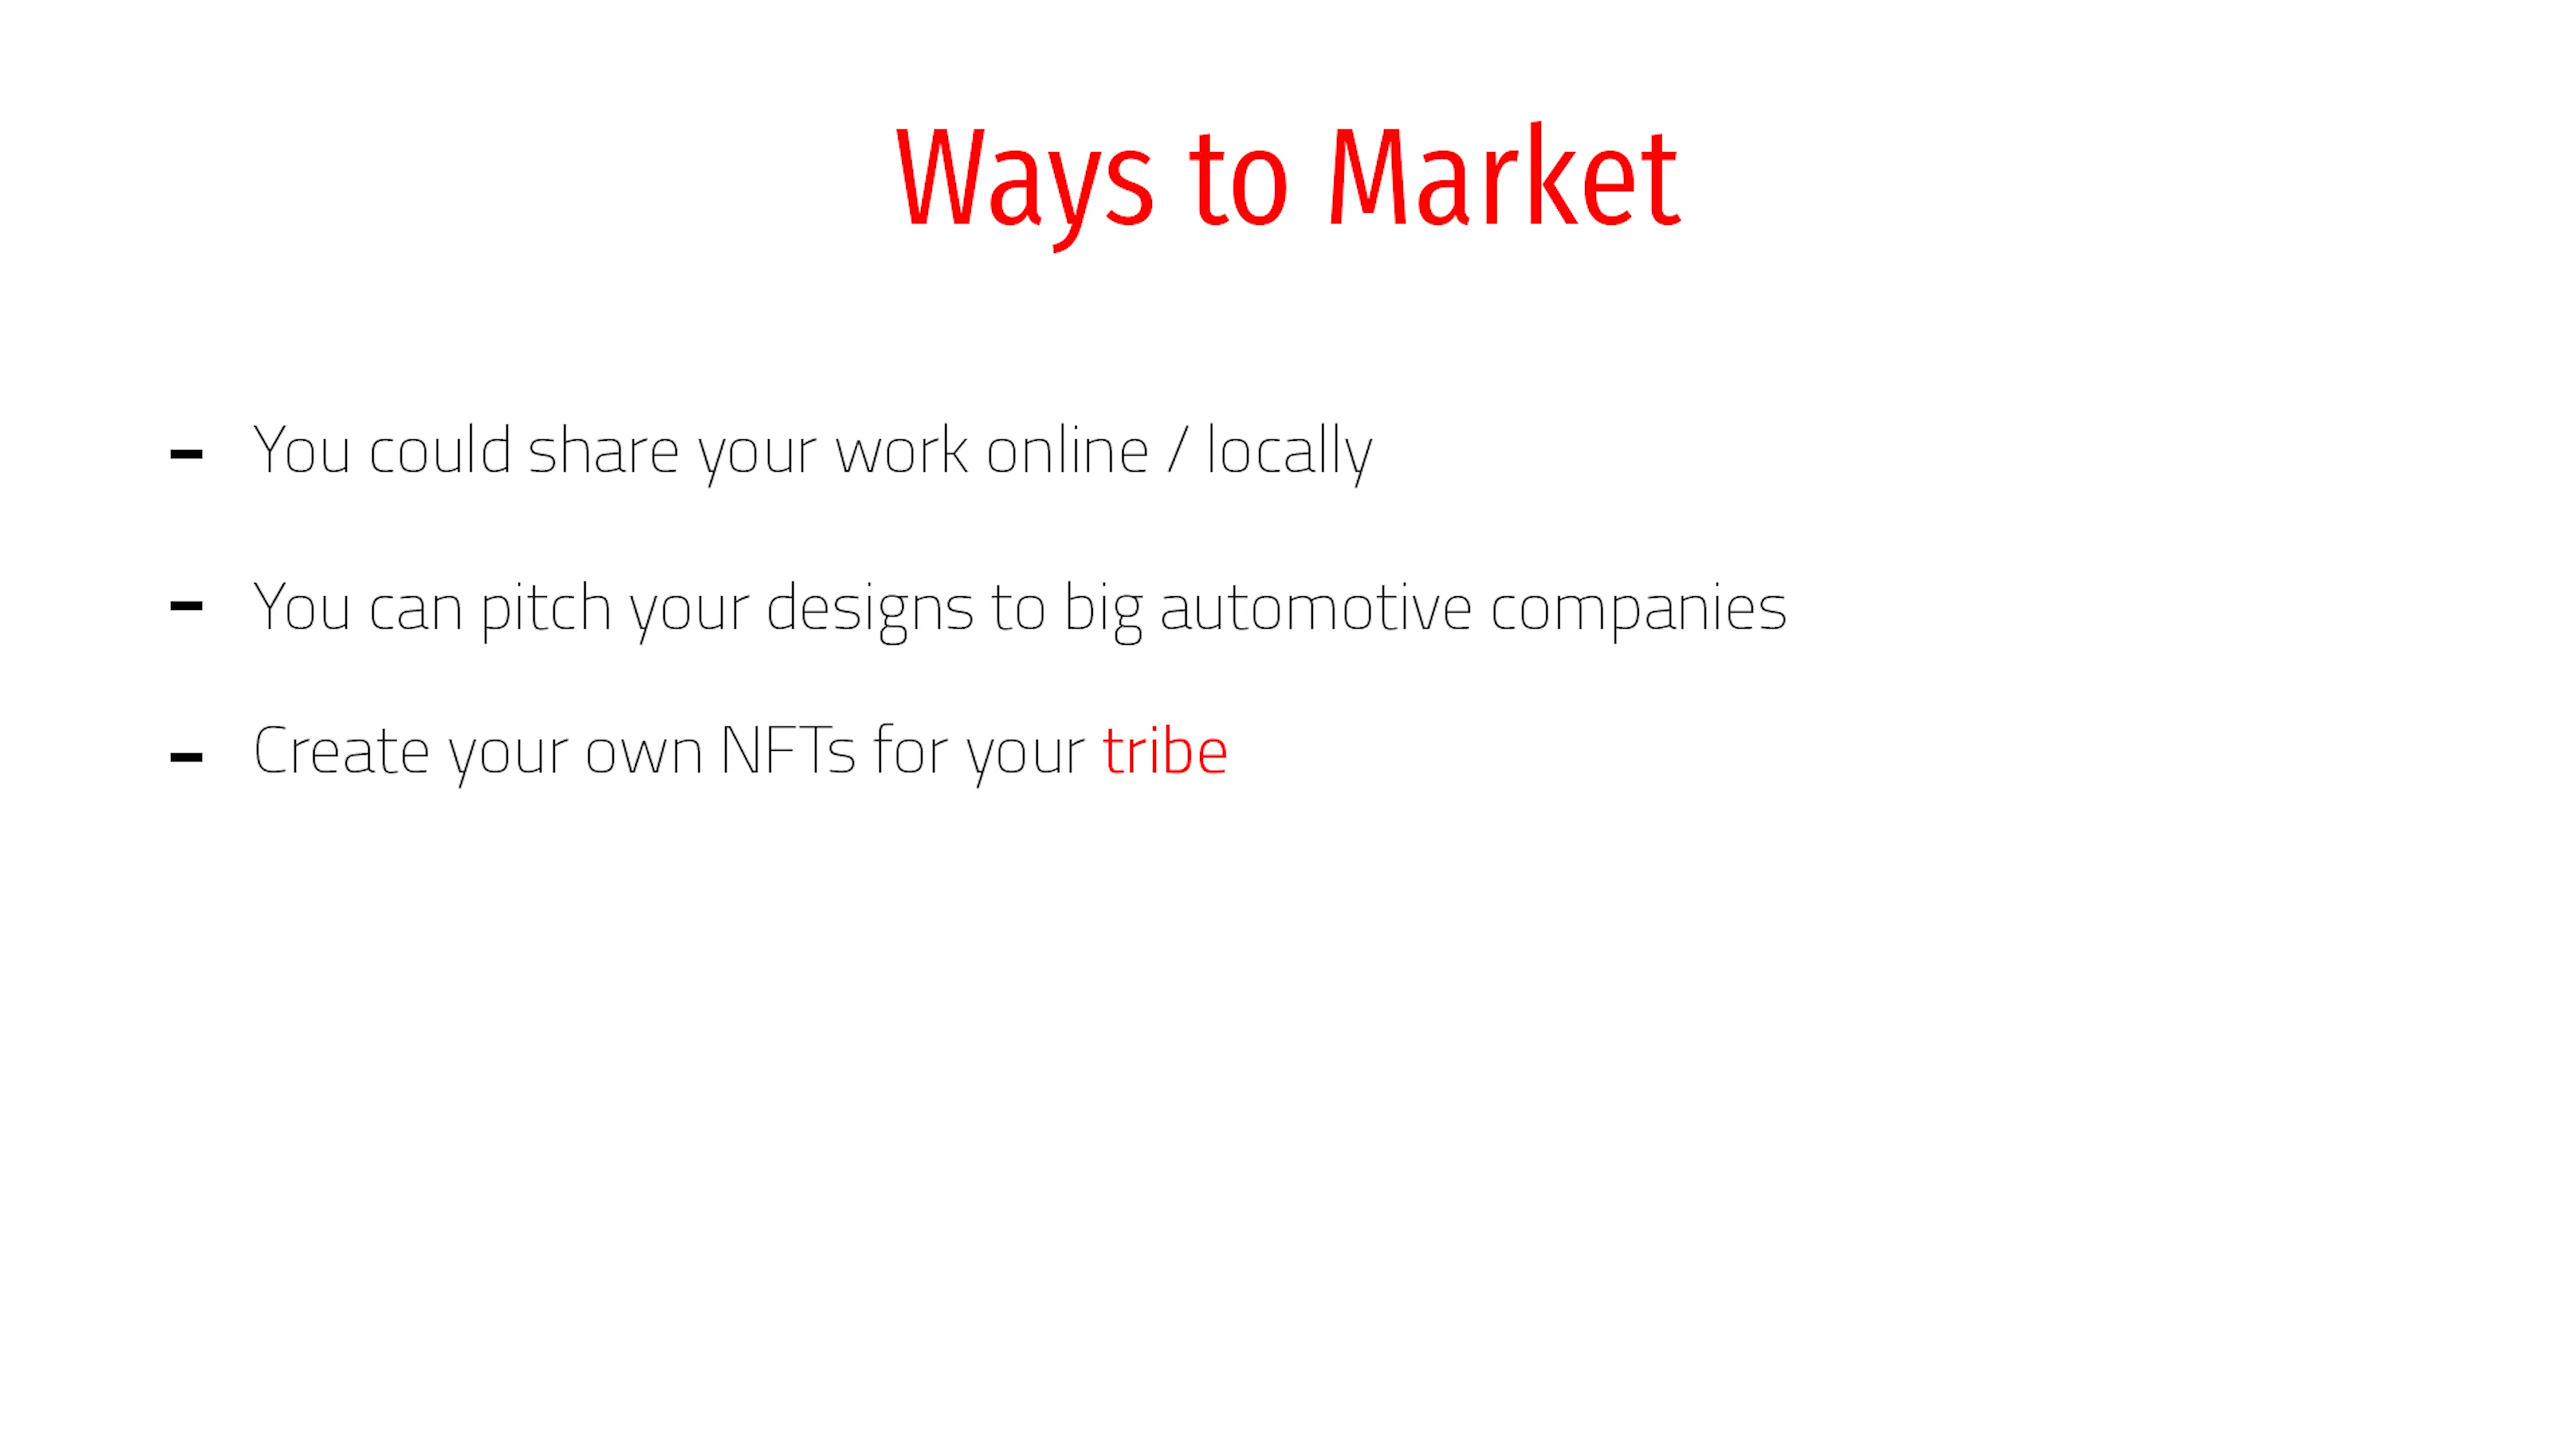 Ways to Market
- You could share your work online / locally
- You can pitch your designs to big automotive companies
- Create your own NFTs for your tribe